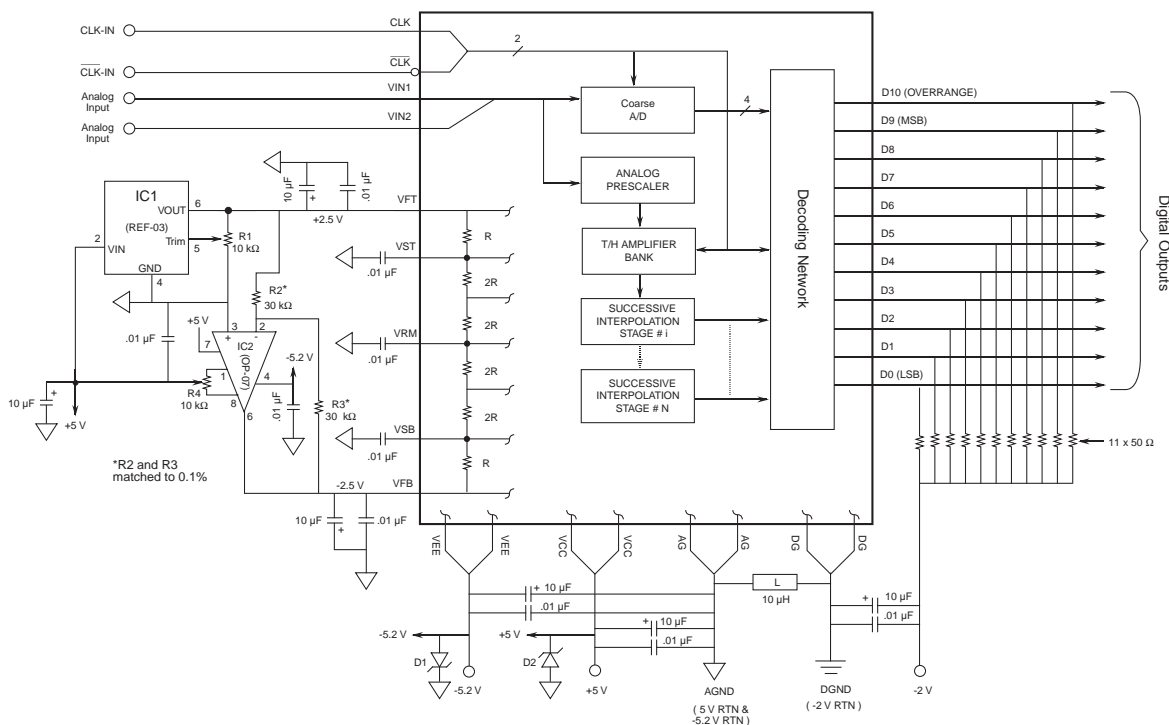 CLK-IN
CLK
2
CLK-IN
CLK
Analog
Input
VIN1
VIN2
Analog
Input
Coarse
A/D
4
ANALOG
PRESCALER
T/H AMPLIFIER
BANK
SUCCESSIVE
INTERPOLATION
STAGE # i
SUCCESSIVE
INTERPOLATION
STAGE # N
Decoding Network
D10 (OVERRANGE)
D9 (MSB)
D8
D7
D6
D5
D4
D3
D2
D1
D0 (LSB)
Digital Outputs
11 x 50 Ω
IC1
VOUT
6
(REF-03)
2
VIN
Trim
5
GND
4
R1
10 kΩ
10 µF
+
.01 µF
+2.5 V
VFT
R
VST
.01 µF
2R
2R
VRM
.01 µF
2R
2R
VSB
.01 µF
R
-2.5 V
VFB
R2*
30 kΩ
+5 V
3
2
+
-
IC2
(OP-07)
7
1
4
8
6
-5.2 V
.01 µF
R4
10 kΩ
.01 µF
R3*
30 kΩ
10 µF
+
+5 V
*R2 and R3
matched to 0.1%
10 µF
+
.01 µF
VEE
VEE
VCC
VCC
AG
AG
DG
DG
+
10 µF
.01 µF
L
10 µH
+
10 µF
.01 µF
+
10 µF
.01 µF
-5.2 V
D1
-5.2 V
+5 V
D2
+5 V
AGND
( 5 V RTN &
-5.2 V RTN )
DGND
( -2 V RTN )
-2 V